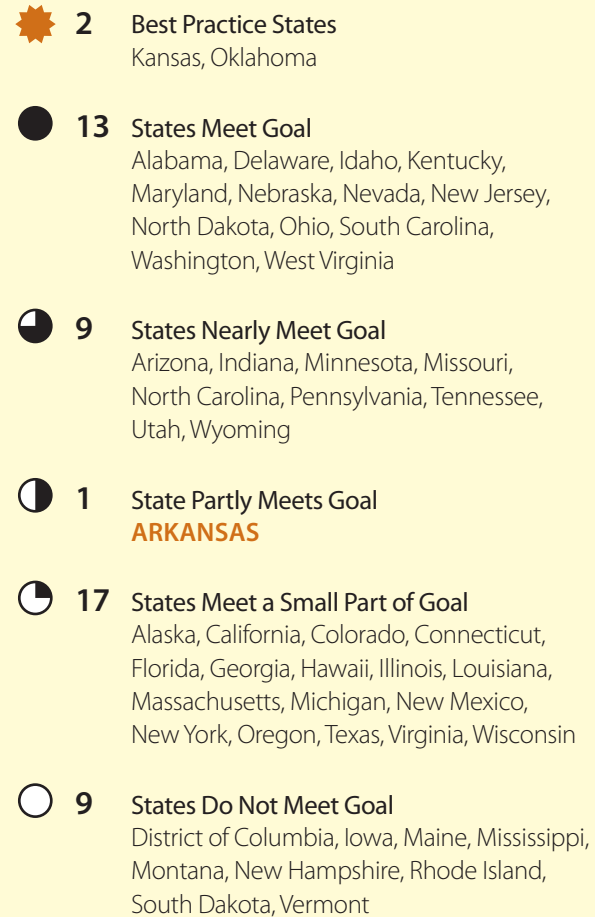 2 Best Practice States
Kansas, Oklahoma
13 States Meet Goal
Alabama, Delaware, Idaho, Kentucky,
Maryland, Nebraska, Nevada, New Jersey,
North Dakota, Ohio, South Carolina,
Washington, West Virginia
9 States Nearly Meet Goal
Arizona, Indiana, Minnesota, Missouri,
North Carolina, Pennsylvania, Tennessee,
Utah, Wyoming
1 State Partly Meets Goal
ARKANSAS
17 States Meet a Small Part of Goal
Alaska, California, Colorado, Connecticut,
Florida, Georgia, Hawaii, Illinois, Louisiana,
Massachusetts, Michigan, New Mexico,
New York, Oregon, Texas, Virginia, Wisconsin
9 States Do Not Meet Goal
District of Columbia, Iowa, Maine, Mississippi,
Montana, New Hampshire, Rhode Island,
South Dakota, Vermont